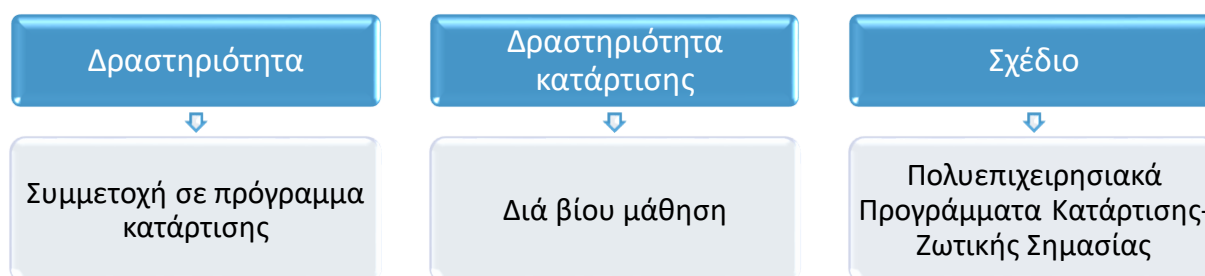 Δραστηριότητα
Συμμετοχή σε πρόγραμμα
κατάρτισης
Δραστηριότητα
κατάρτισης
Διά βίου μάθηση
Σχέδιο
Πολυεπιχειρησιακά
Προγράμματα Κατάρτισης-
Ζωτικής Σημασίας